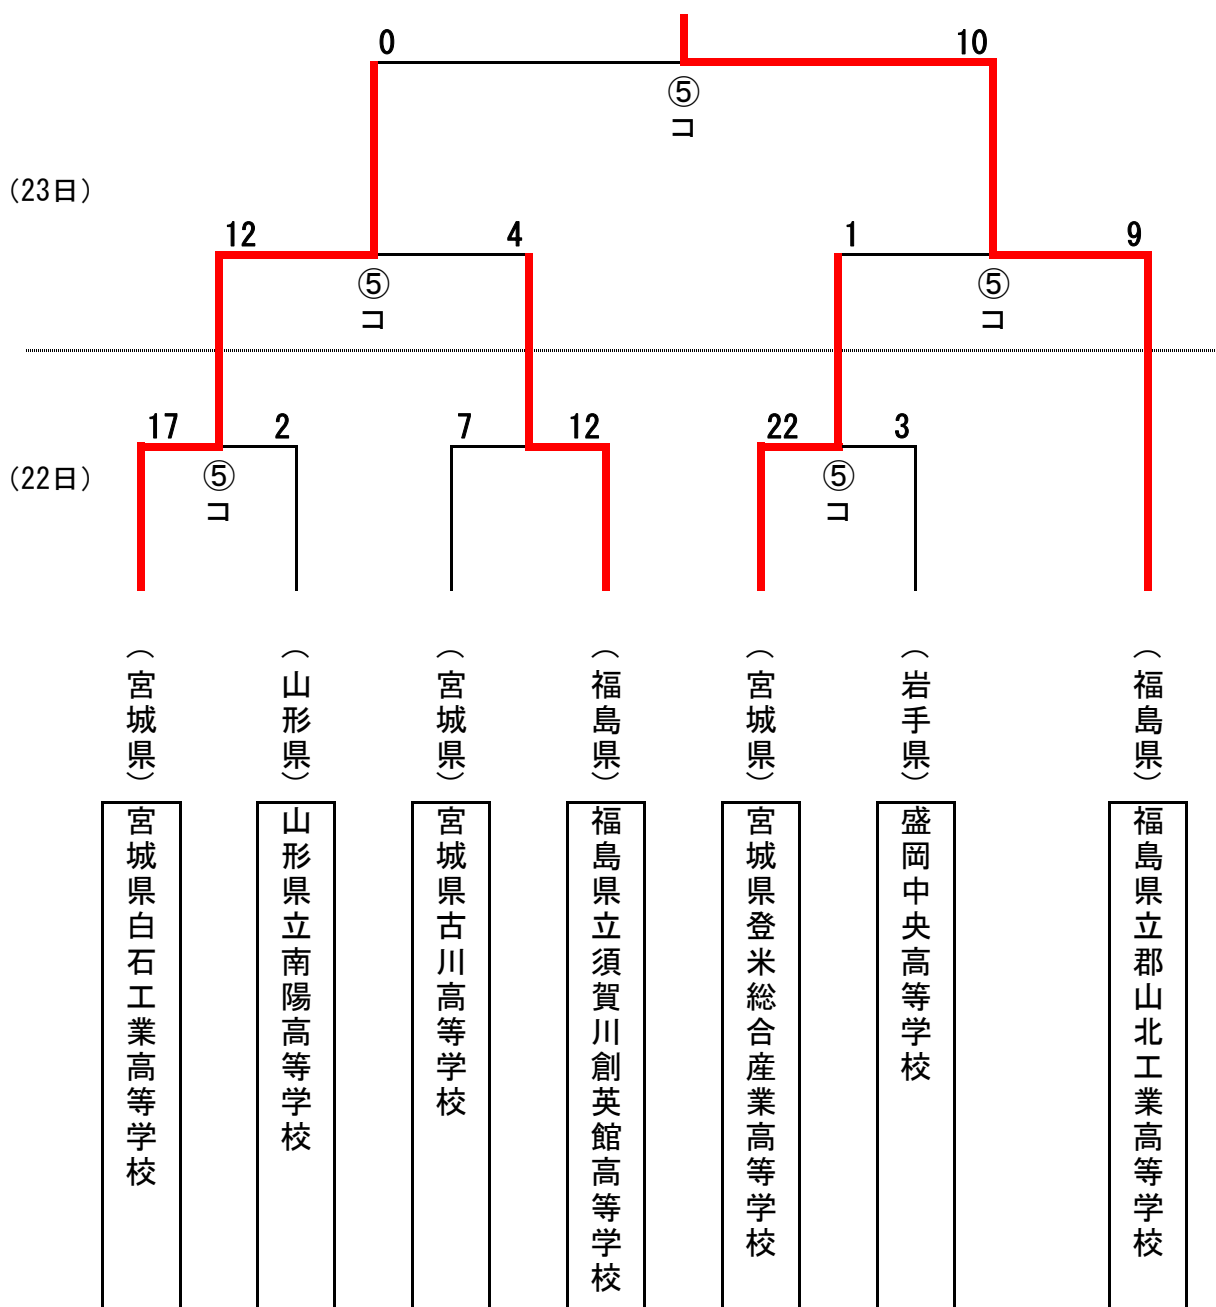 0
10
⑤
コ
(23日)
12
4
1
9
⑤
コ
⑤
コ
17
2
7
12
22
3
(22日)
⑤
コ
⑤
コ
(宮城県)
宮城県白石工業高等学校
(山形県)
山形県立南陽高等学校
(宮城県)
宮城県古川高等学校
(福島県)
福島県立須賀川創英館高等学校
(宮城県)
宮城県登米総合産業高等学校
(岩手県)
盛岡中央高等学校
(福島県)
福島県立郡山北工業高等学校